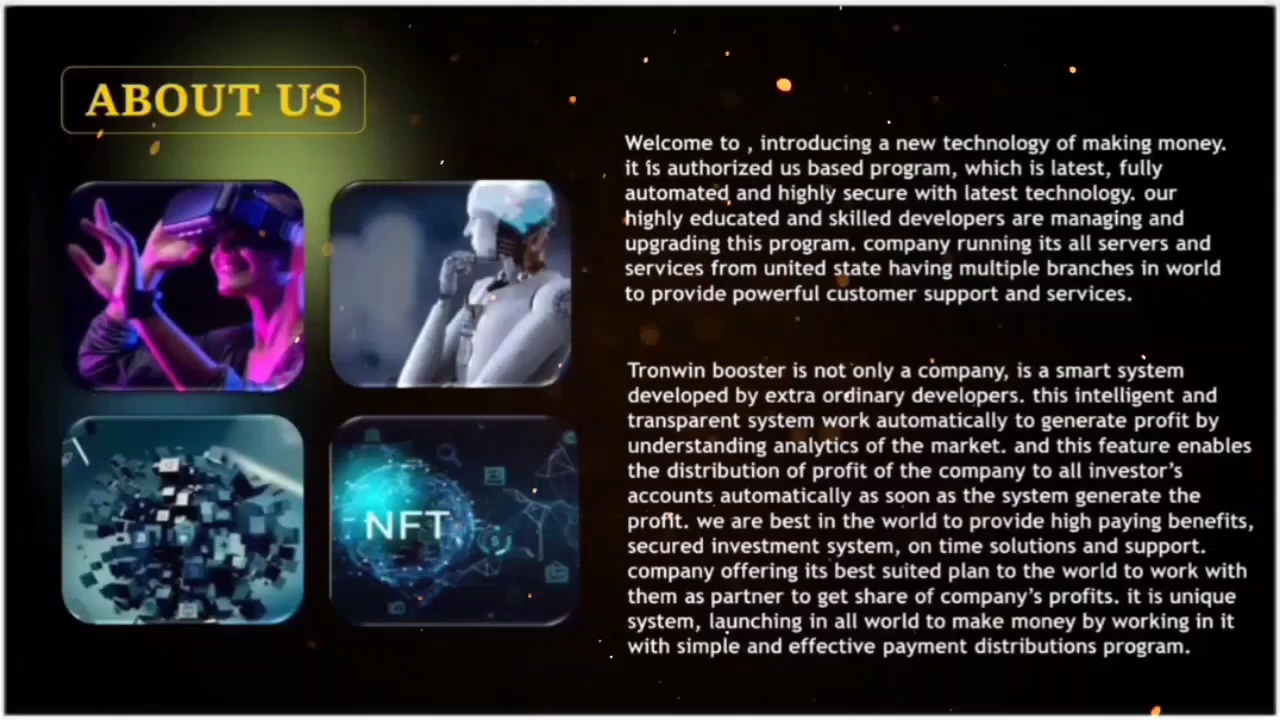 ABOUT US
Welcome to , introducing a new technology of making money.
it is authorized us based program, which is latest, fully
automated and highly secure with latest technology. our
highly educated and skilled developers are managing and
upgrading this program. company running its all servers and
services from united state having multiple branches in world
to provide powerful customer support and services.
Tronwin booster is not only a company, is a smart system
developed by extra ordinary developers. this intelligent and
transparent system work automatically to generate profit by
understanding analytics of the market. and this feature enables
the distribution of profit of the company to all investor's
accounts automatically as soon as the system generate the
profit. we are best in the world to provide high paying benefits,
secured investment system, on time solutions and support.
company offering its best suited plan to the world to work with
them as partner to get share of company's profits. it is unique
system, launching in all world to make money by working in it
with simple and effective payment distributions program.
NFT